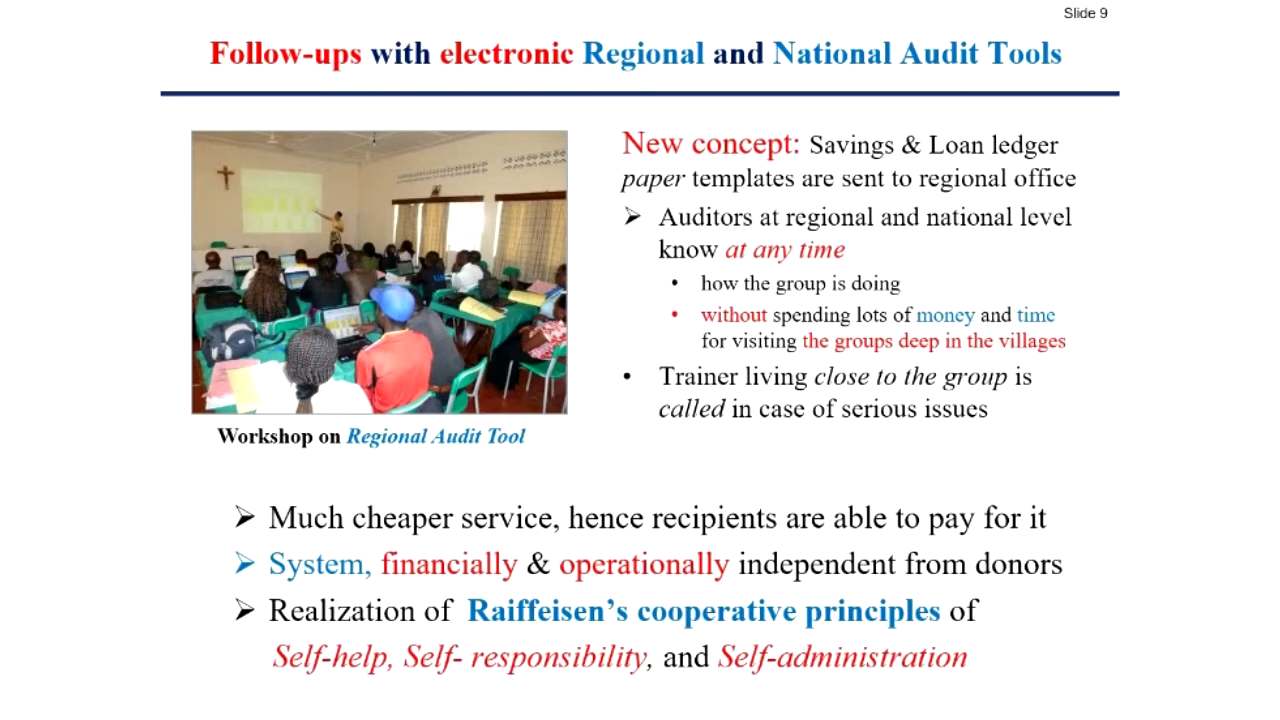 Slide 9
Follow-ups with electronic Regional and National Audit Tools
New concept: Savings & Loan ledger
paper templates are sent to regional office
➢ Auditors at regional and national level
know at any time
• how the group is doing
• without spending lots of money and time
for visiting the groups deep in the villages
• Trainer living close to the group is
called in case of serious issues
Workshop on Regional Audit Tool
➢ Much cheaper service, hence recipients are able to pay for it
➢ System, financially & operationally independent from donors
➢ Realization of Raiffeisen’s cooperative principles of
Self-help, Self- responsibility, and Self-administration